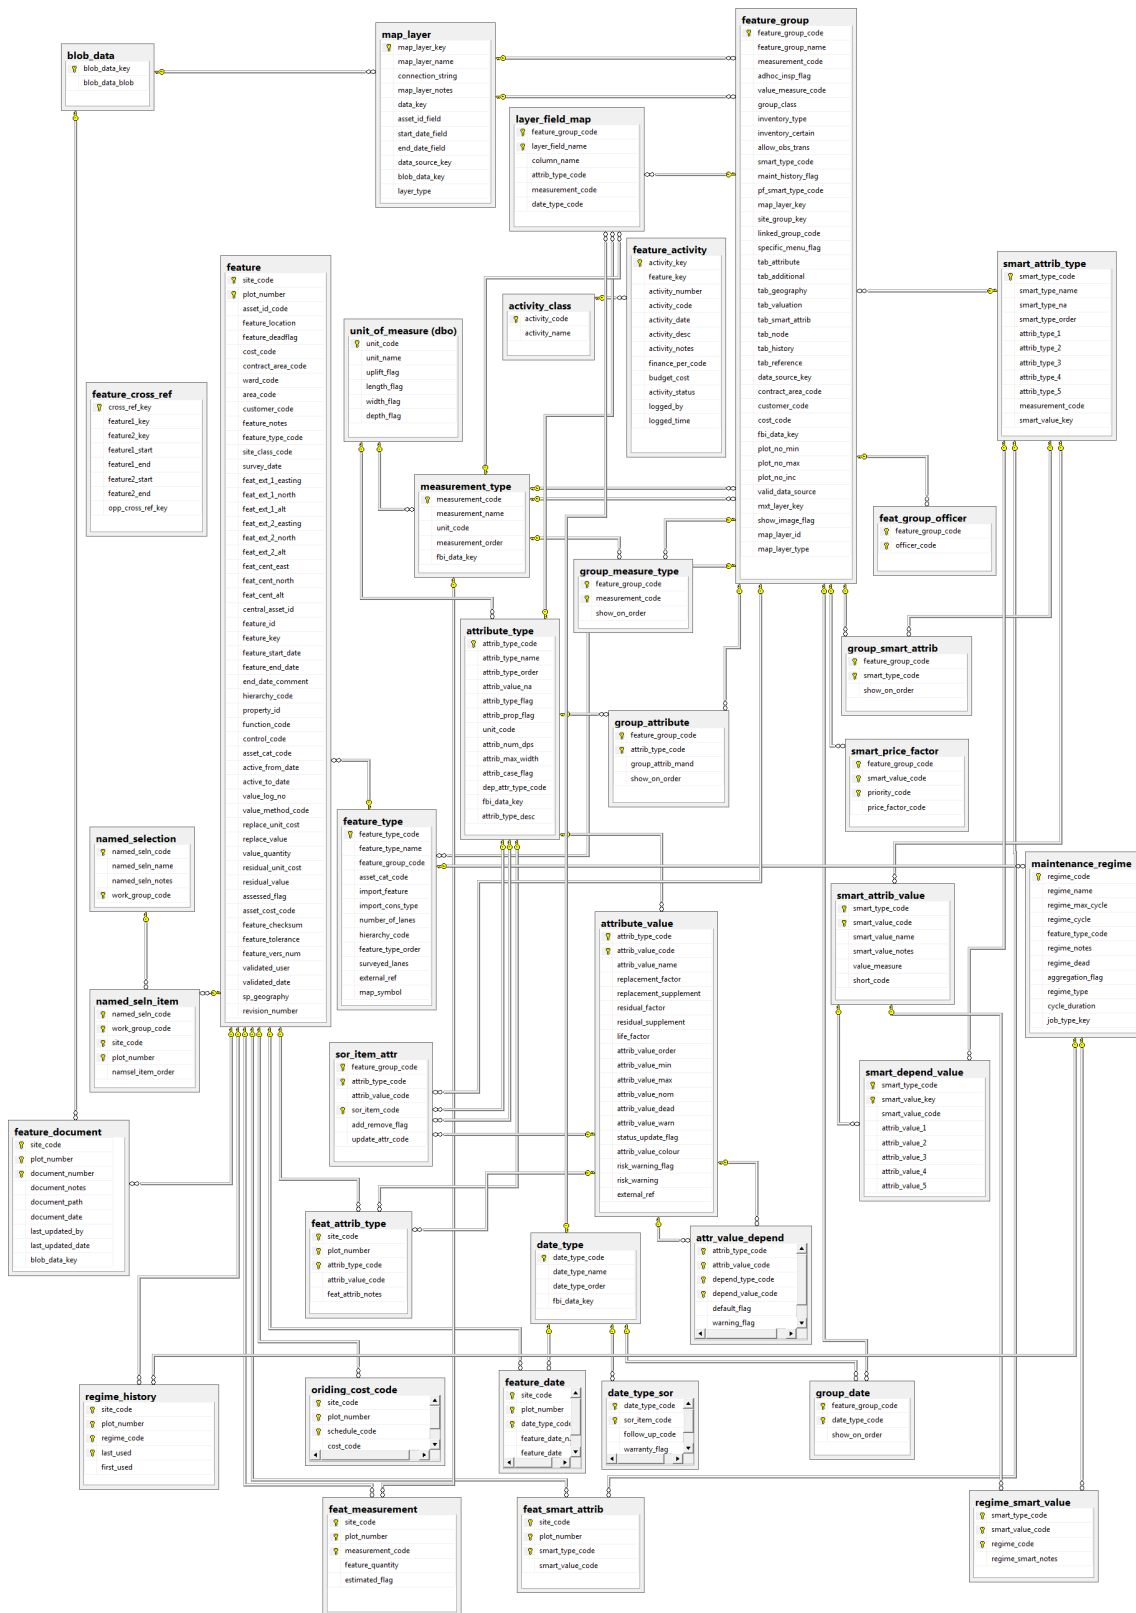 blob_data
blob_data_key
blob_data_blob
map_layer
map_layer_key
map_layer_name
connection_string
map_layer_notes
data_key
asset_id_field
start_date_field
end_date_field
data_source_key
blob_data_key
layer_type
feature_group
feature_group_code
feature_group_name
measurement_code
adhoc_insp_flag
value_measure_code
group_class
inventory_type
inventory_certain
allow_obs_trans
smart_type_code
maint_history_flag
pf_smart_type_code
map_layer_key
site_group_key
linked_group_code
specific_menu_flag
tab_attribute
tab_additional
tab_geography
tab_valuation
tab_smart_attrib
tab_node
tab_history
tab_reference
data_source_key
contract_area_code
customer_code
cost_code
fbi_data_key
plot_no_min
plot_no_max
plot_no_inc
valid_data_source
mxt_layer_key
show_image_flag
map_layer_id
map_layer_type
layer_field_map
feature_group_code
layer_field_name
column_name
attrib_type_code
measurement_code
date_type_code
feature_activity
activity_key
feature_key
activity_number
activity_code
activity_date
activity_desc
activity_notes
finance_per_code
budget_cost
activity_status
logged_by
logged_time
activity_class
activity_code
activity_name
smart_attrib_type
smart_type_code
smart_type_name
smart_type_na
smart_type_order
attrib_type_1
attrib_type_2
attrib_type_3
attrib_type_4
attrib_type_5
measurement_code
smart_value_key
feature
site_code
plot_number
asset_id_code
feature_location
feature_deadflag
cost_code
contract_area_code
ward_code
area_code
customer_code
feature_notes
feature_type_code
site_class_code
survey_date
feat_ext_1_easting
feat_ext_1_north
feat_ext_1_alt
feat_ext_2_easting
feat_ext_2_north
feat_ext_2_alt
feat_cent_east
feat_cent_north
feat_cent_alt
central_asset_id
feature_id
feature_key
feature_start_date
feature_end_date
end_date_comment
hierarchy_code
property_id
function_code
control_code
asset_cat_code
active_from_date
active_to_date
value_log_no
value_method_code
replace_unit_cost
replace_value
value_quantity
residual_unit_cost
residual_value
assessed_flag
asset_cost_code
feature_checksum
feature_tolerance
feature_vers_num
validated_user
validated_date
sp_geography
revision_number
unit_of_measure (dbo)
unit_code
unit_name
uplift_flag
length_flag
width_flag
depth_flag
feature_cross_ref
cross_ref_key
feature1_key
feature2_key
feature1_start
feature1_end
feature2_start
feature2_end
opp_cross_ref_key
measurement_type
measurement_code
measurement_name
unit_code
measurement_order
fbi_data_key
feat_group_officer
feature_group_code
officer_code
group_measure_type
feature_group_code
measurement_code
show_on_order
attribute_type
attrib_type_code
attrib_type_name
attrib_type_order
attrib_value_na
attrib_type_flag
attrib_prop_flag
unit_code
attrib_num_dps
attrib_max_width
attrib_case_flag
dep_attr_type_code
fbi_data_key
attrib_type_desc
group_smart_attrib
feature_group_code
smart_type_code
show_on_order
group_attribute
feature_group_code
attrib_type_code
group_attrib_mand
show_on_order
smart_price_factor
feature_group_code
smart_value_code
priority_code
price_factor_code
feature_type
feature_type_code
feature_type_name
feature_group_code
asset_cat_code
import_feature
import_cons_type
number_of_lanes
hierarchy_code
feature_type_order
surveyed_lanes
external_ref
map_symbol
named_selection
named_seln_code
named_seln_name
named_seln_notes
work_group_code
maintenance_regime
regime_code
regime_name
regime_max_cycle
regime_cycle
feature_type_code
regime_notes
regime_dead
aggregation_flag
regime_type
cycle_duration
job_type_key
smart_attrib_value
smart_type_code
smart_value_code
smart_value_name
smart_value_notes
value_measure
short_code
attribute_value
attrib_type_code
attrib_value_code
attrib_value_name
replacement_factor
replacement_supplement
residual_factor
residual_supplement
life_factor
attrib_value_order
attrib_value_min
attrib_value_max
attrib_value_nom
attrib_value_dead
attrib_value_warn
status_update_flag
attrib_value_colour
risk_warning_flag
risk_warning
external_ref
named_seln_item
named_seln_code
work_group_code
site_code
plot_number
namsel_item_order
sor_item_attr
feature_group_code
attrib_type_code
attrib_value_code
sor_item_code
add_remove_flag
update_attr_code
smart_depend_value
smart_type_code
smart_value_key
smart_value_code
attrib_value_1
attrib_value_2
attrib_value_3
attrib_value_4
attrib_value_5
feature_document
site_code
plot_number
document_number
document_notes
document_path
document_date
last_updated_by
last_updated_date
blob_data_key
feat_attrib_type
site_code
plot_number
attrib_type_code
attrib_value_code
feat_attrib_notes
date_type
date_type_code
date_type_name
date_type_order
fbi_data_key
attr_value_depend
attrib_type_code
attrib_value_code
depend_type_code
depend_value_code
default_flag
warning_flag
regime_history
site_code
plot_number
regime_code
last_used
first_used
oriding_cost_code
site_code
plot_number
schedule_code
cost_code
feature_date
site_code
plot_number
date_type_code
feature_date_n
feature_date
date_type_sor
date_type_code
sor_item_code
follow_up_code
warranty_flag
group_date
feature_group_code
date_type_code
show_on_order
feat_measurement
site_code
plot_number
measurement_code
feature_quantity
estimated_flag
feat_smart_attrib
site_code
plot_number
smart_type_code
smart_value_code
regime_smart_value
smart_type_code
smart_value_code
regime_code
regime_smart_notes